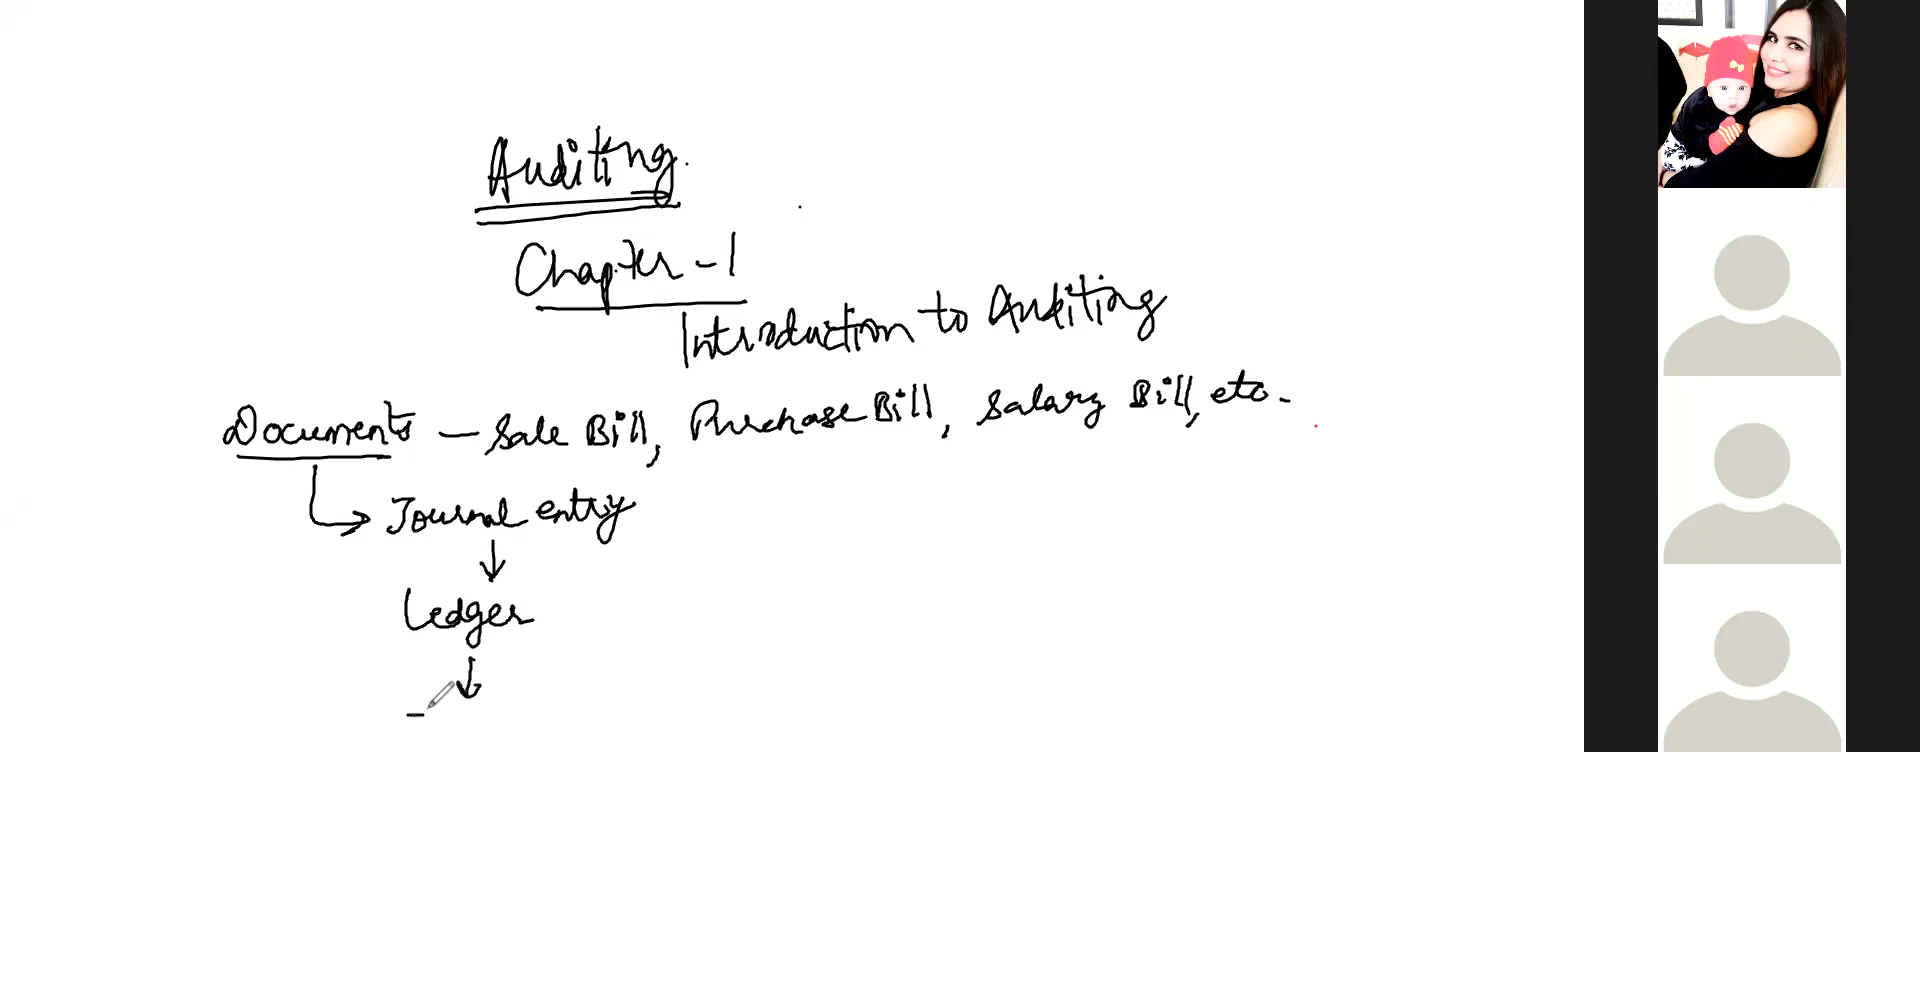 Auditing.
Chapter - 1
Introduction to Auditing
Documents — Sale Bill, Purchase Bill, Salary Bill, etc.
Journal entry
Ledger